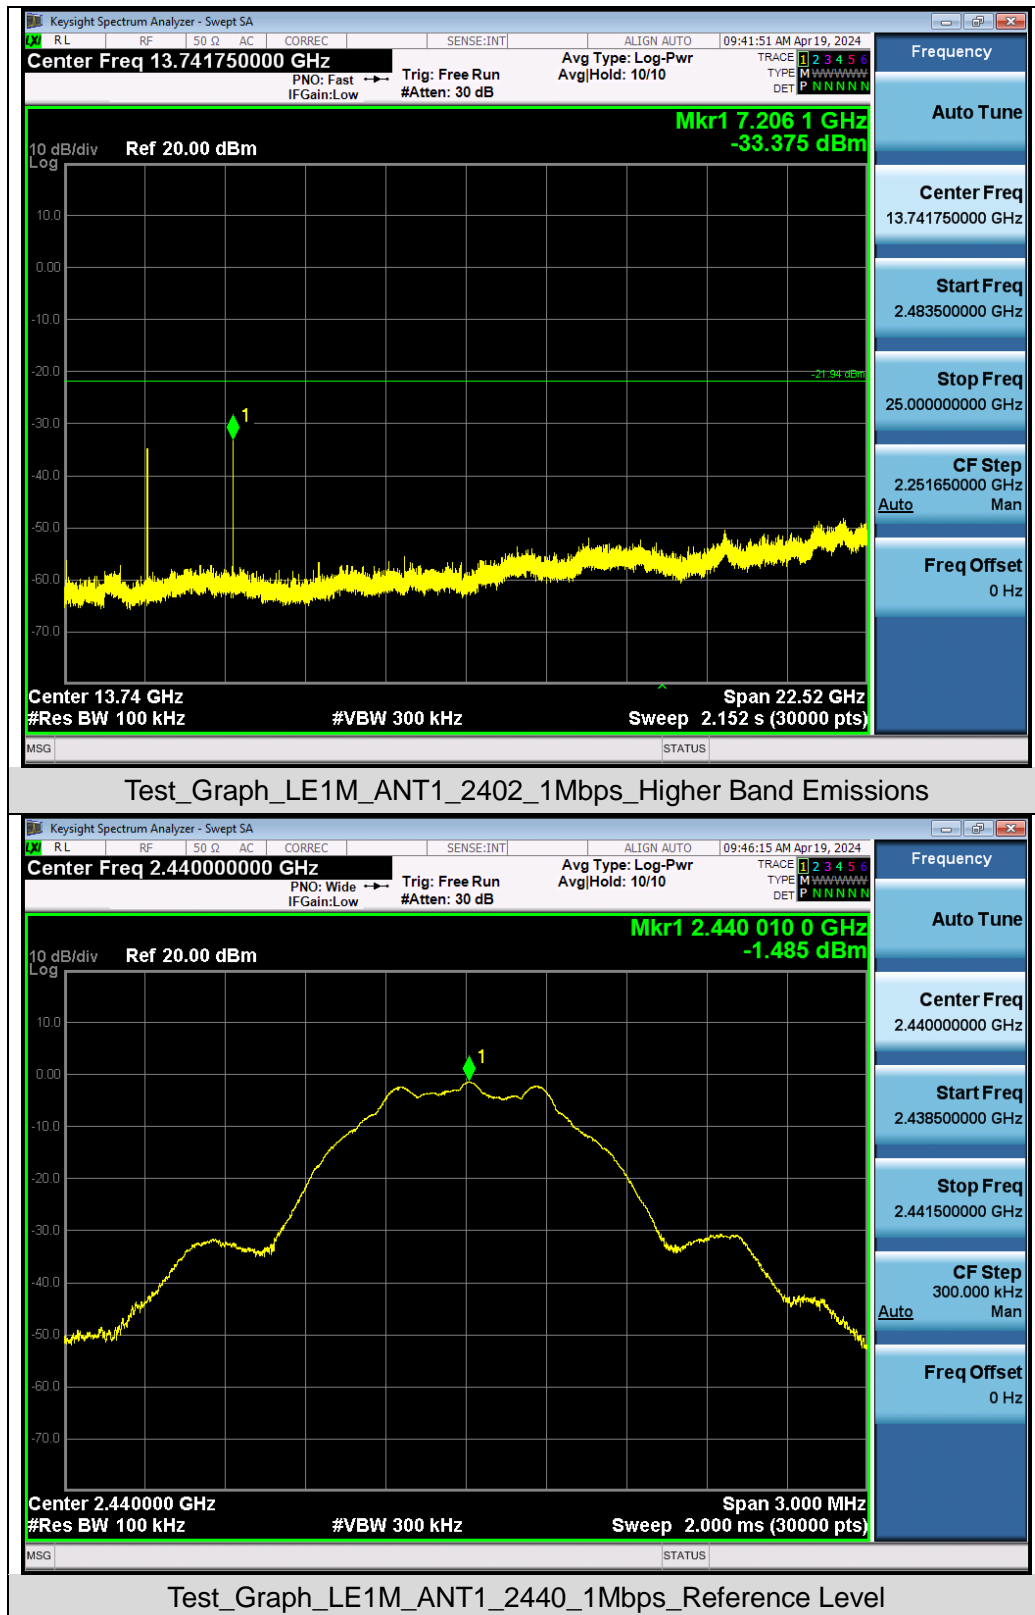 Keysight Spectrum Analyzer - Swept SA
LXI RL RF 50 Ω AC CORREC SENSE:INT ALIGN AUTO 09:41:51 AM Apr 19, 2024
Center Freq 13.741750000 GHz
PNO: Fast
IFGain:Low
Trig: Free Run
#Atten: 30 dB
Avg Type: Log-Pwr
Avg|Hold: 10/10
TRACE 1 2 3 4 5 6
TYPE M W W W W W
DET P N N N N N
Mkr1 7.206 1 GHz
-33.375 dBm
10 dB/div Ref 20.00 dBm
Log
10.0
0.00
-10.0
-20.0
-21.94 dBm
1
-30.0
-40.0
-50.0
-60.0
-70.0
Center 13.74 GHz Span 22.52 GHz
#Res BW 100 kHz #VBW 300 kHz Sweep 2.152 s (30000 pts)
MSG STATUS
Frequency
Auto Tune
Center Freq
13.741750000 GHz
Start Freq
2.483500000 GHz
Stop Freq
25.000000000 GHz
CF Step
2.251650000 GHz
Auto Man
Freq Offset
0 Hz
Test_Graph_LE1M_ANT1_2402_1Mbps_Higher Band Emissions
Keysight Spectrum Analyzer - Swept SA
LXI RL RF 50 Ω AC CORREC SENSE:INT ALIGN AUTO 09:46:15 AM Apr 19, 2024
Center Freq 2.440000000 GHz
PNO: Wide
IFGain:Low
Trig: Free Run
#Atten: 30 dB
Avg Type: Log-Pwr
Avg|Hold: 10/10
TRACE 1 2 3 4 5 6
TYPE M W W W W W
DET P N N N N N
Mkr1 2.440 010 0 GHz
-1.485 dBm
10 dB/div Ref 20.00 dBm
Log
10.0
1
0.00
-10.0
-20.0
-30.0
-40.0
-50.0
-60.0
-70.0
Center 2.440000 GHz Span 3.000 MHz
#Res BW 100 kHz #VBW 300 kHz Sweep 2.000 ms (30000 pts)
MSG STATUS
Frequency
Auto Tune
Center Freq
2.440000000 GHz
Start Freq
2.438500000 GHz
Stop Freq
2.441500000 GHz
CF Step
300.000 kHz
Auto Man
Freq Offset
0 Hz
Test_Graph_LE1M_ANT1_2440_1Mbps_Reference Level